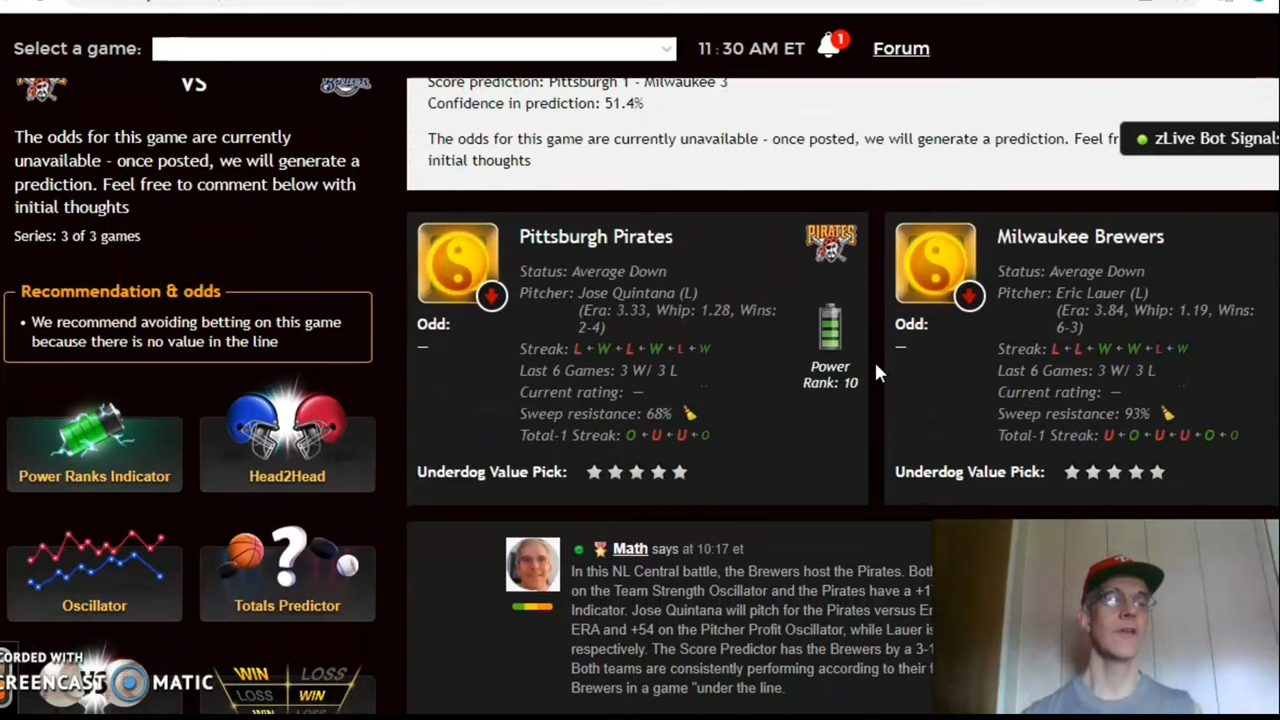 Select a game:
11:30 AM ET
1
Forum
VS
The odds for this game are currently
unavailable - once posted, we will generate a
prediction. Feel free to comment below with
initial thoughts
Series: 3 of 3 games
Recommendation & odds
• We recommend avoiding betting on this game
because there is no value in the line
Power Ranks Indicator
Head2Head
Oscillator
Totals Predictor
WIN LOSS
LOSS WIN
Score prediction: Pittsburgh 1 - Milwaukee 3
Confidence in prediction: 51.4%
The odds for this game are currently unavailable - once posted, we will generate a prediction. Feel fr
initial thoughts
zLive Bot Signal
Pittsburgh Pirates
PIRATES
Status: Average Down
Pitcher: Jose Quintana (L)
(Era: 3.33, Whip: 1.28, Wins:
2-4)
Odd:
—
Streak: L ← W ← L ← W ← L ← W
Last 6 Games: 3 W/ 3 L
Current rating: —
Sweep resistance: 68%
Total-1 Streak: O ← U ← U ← O
Power
Rank: 10
Underdog Value Pick:
Milwaukee Brewers
Status: Average Down
Pitcher: Eric Lauer (L)
(Era: 3.84, Whip: 1.19, Wins:
6-3)
Odd:
—
Streak: L ← L ← W ← W ← L ← W
Last 6 Games: 3 W/ 3 L
Current rating: —
Sweep resistance: 93%
Total-1 Streak: U ← O ← U ← U ← O ← O
Underdog Value Pick:
Math says at 10:17 et
In this NL Central battle, the Brewers host the Pirates. Both
on the Team Strength Oscillator and the Pirates have a +1
Indicator. Jose Quintana will pitch for the Pirates versus Er
ERA and +54 on the Pitcher Profit Oscillator, while Lauer is
respectively. The Score Predictor has the Brewers by a 3-1
Both teams are consistently performing according to their f
Brewers in a game "under the line.
CORDED WITH
CREENCAST MATIC